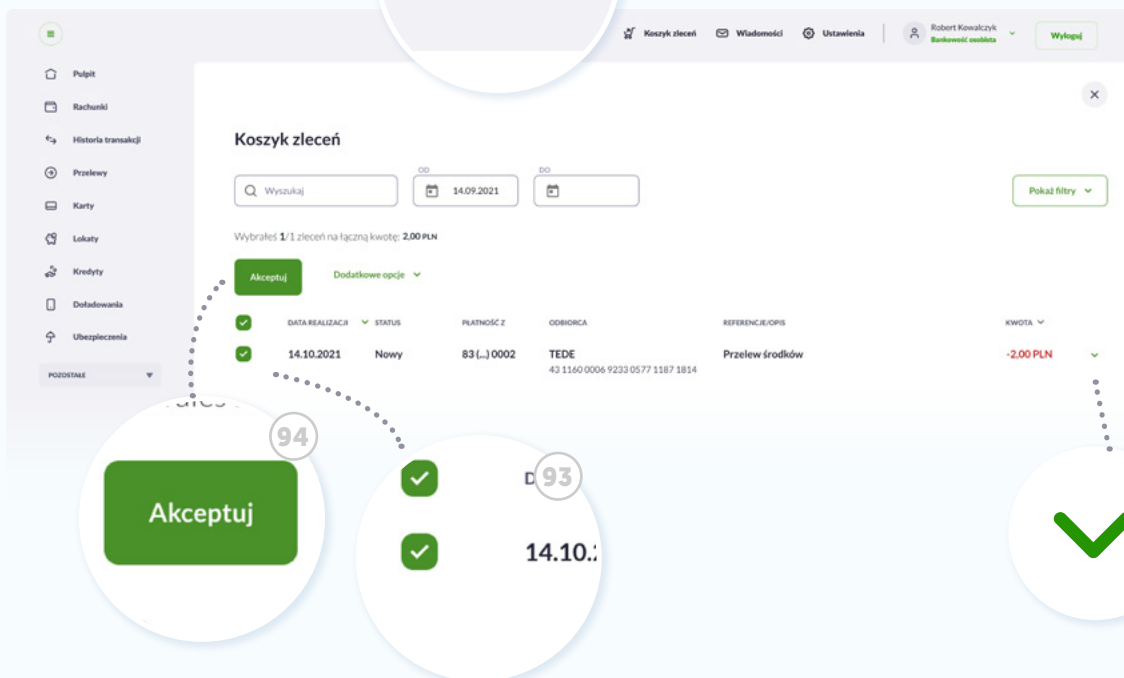 Koszyk zleceń Wiadomości Ustawienia Robert Kowalczyk Wyloguj
Bankowość osobista
Pulpit
Rachunki
Historia transakcji
Przelewy
Karty
Lokaty
Kredyty
Doładowania
Ubezpieczenia
POZOSTAŁE
Koszyk zleceń
OD DO
Wyszukaj 14.09.2021 Pokaż filtry
Wybrałeś 1/1 zleceń na łączną kwotę: 2,00 PLN
Akceptuj Dodatkowe opcje
DATA REALIZACJI STATUS PŁATNOŚĆ Z ODBIORCA REFERENCJE/OPIS KWOTA
14.10.2021 Nowy 83 (...) 0002 TEDE Przelew środków -2,00 PLN
43 1160 0006 9233 0577 1187 1814
94
Akceptuj
D 93
14.10.